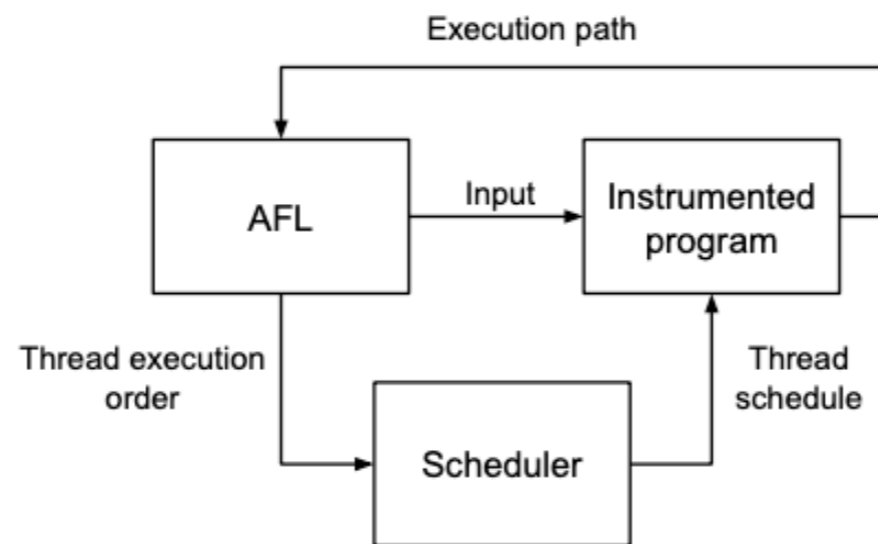 Execution path
AFL
Input
Instrumented
program
Thread execution
order
Thread
schedule
Scheduler